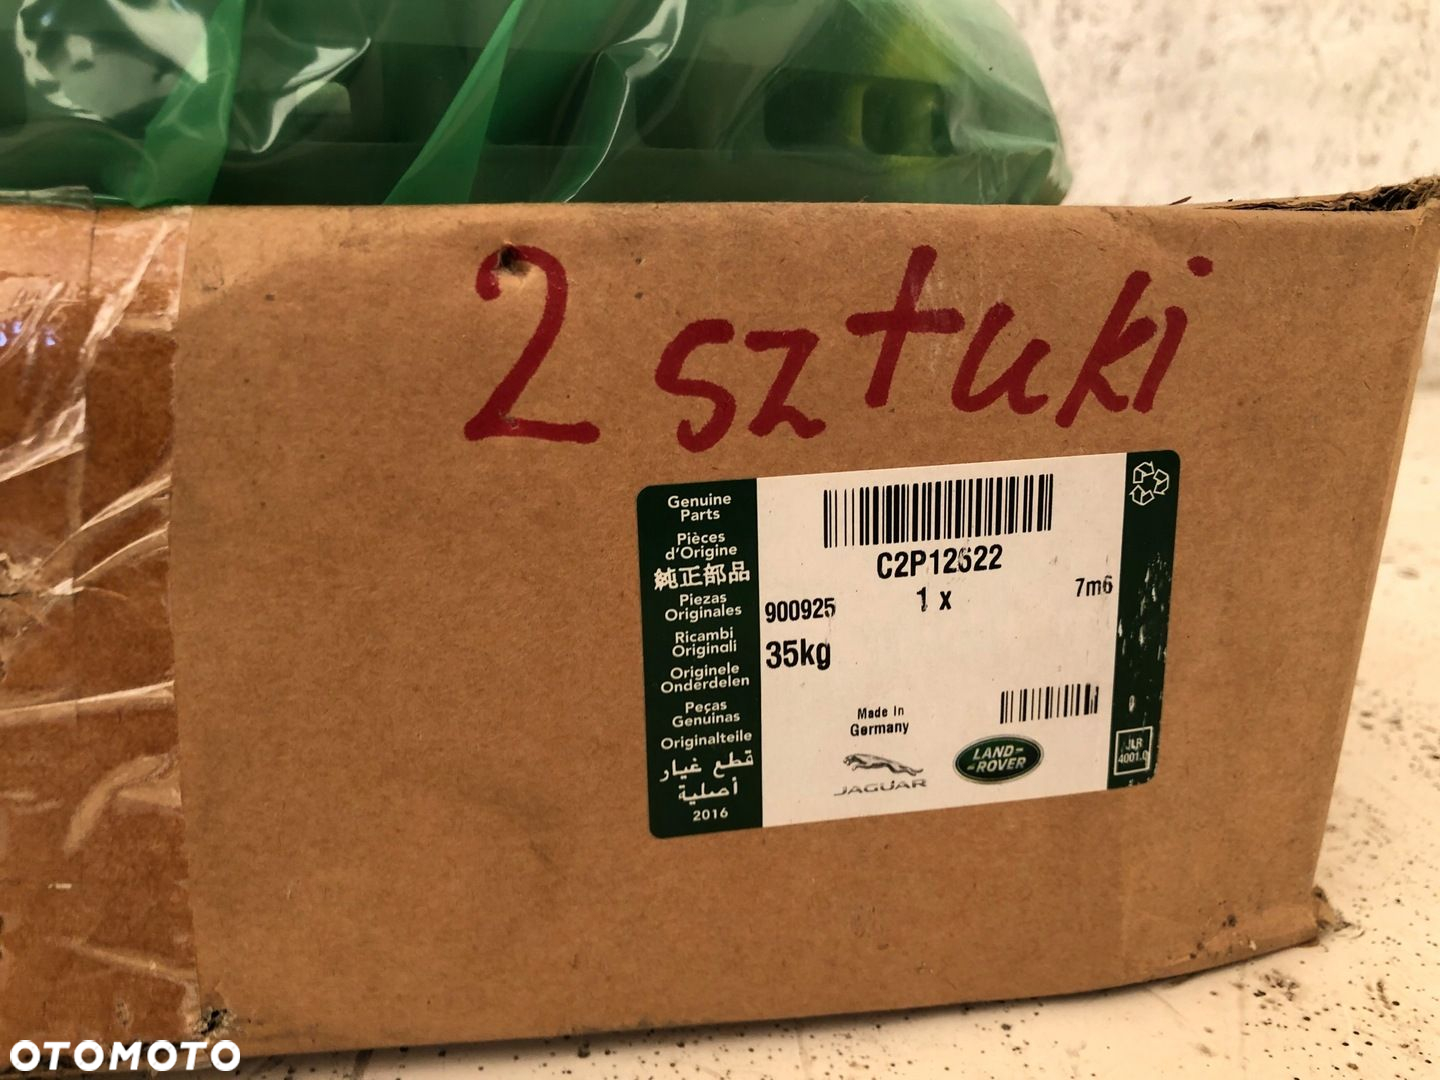 2 sztuki
Genuine
Parts
Pièces
d'Origine
純正部品
Piezas
Originales
Ricambi
Originali
Originele
Onderdelen
Peças
Genuínas
Originalteile
قطع غيار
أصلية
2016
C2P12622
900925
1 x
7m6
35kg
Made in
Germany
JAGUAR
LAND-
-ROVER
JLR
4001.0
OTOMOTO